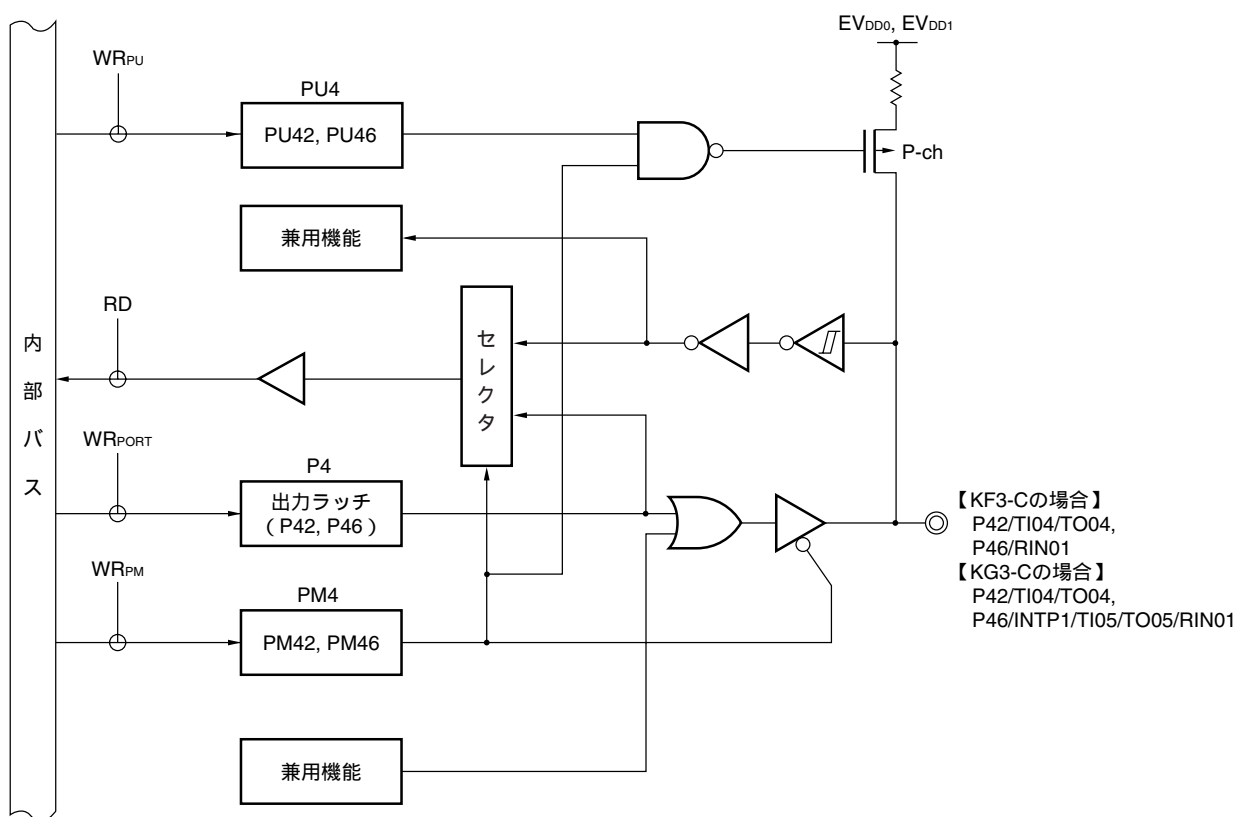 EVDD0, EVDD1
WRPU
PU4
PU42, PU46
P-ch
兼用機能
RD
セレクタ
内部バス
WRPORT
P4
出力ラッチ
(P42, P46)
【KF3-Cの場合】
P42/TI04/TO04,
P46/RIN01
【KG3-Cの場合】
P42/TI04/TO04,
P46/INTP1/TI05/TO05/RIN01
WRPM
PM4
PM42, PM46
兼用機能